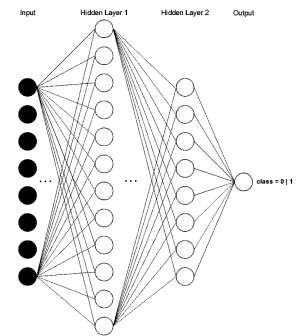 Input Hidden Layer 1 Hidden Layer 2 Output
... ...
class = 0 | 1